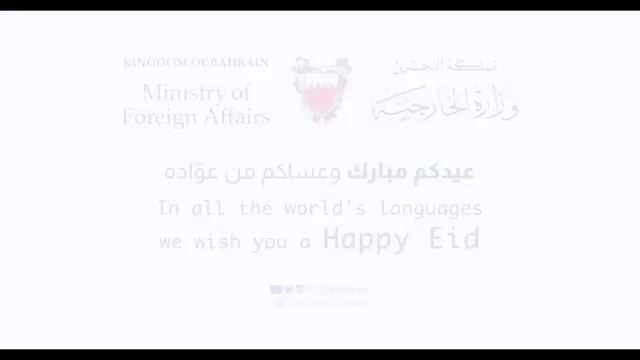 KINGDOM OF BAHRAIN
Ministry of
Foreign Affairs
مملكة البحرين
وزارة الخارجية
عيدكم مبارك وعساكم من عوّاده
In all the world's languages
we wish you a Happy Eid